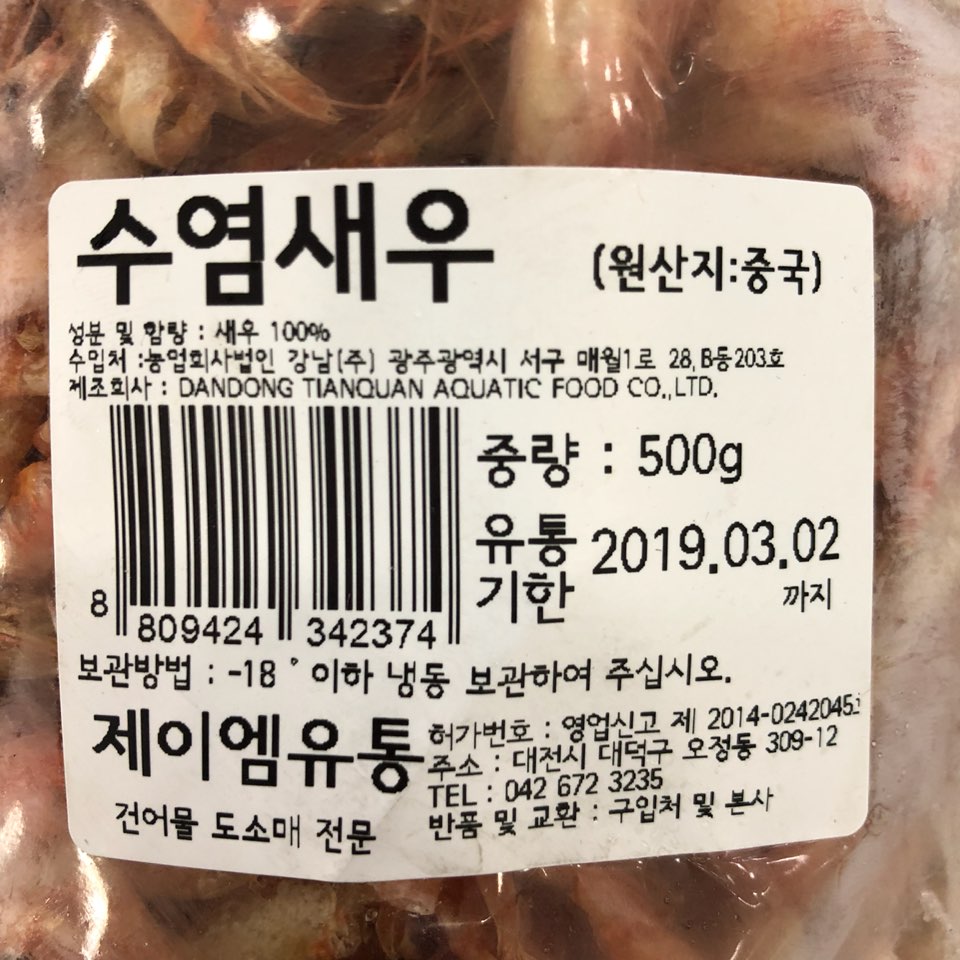 수염새우 (원산지:중국)
성분 및 함량 : 새우 100%
수입처 :농업회사법인 강남(주) 광주광역시 서구 매월1로 28,B동203호
제조회사 : DANDONG TIANQUAN AQUATIC FOOD CO.,LTD.
중량 : 500g
유통기한 2019.03.02
까지
8 809424 342374
보관방법 : -18 ° 이하 냉동 보관하여 주십시오.
제이엠유통
건어물 도소매 전문
허가번호 : 영업신고 제
주소 : 대전시 대덕구 오정동 309-12
TEL : 042 672 3235
반품 및 교환 : 구입처 및 본사